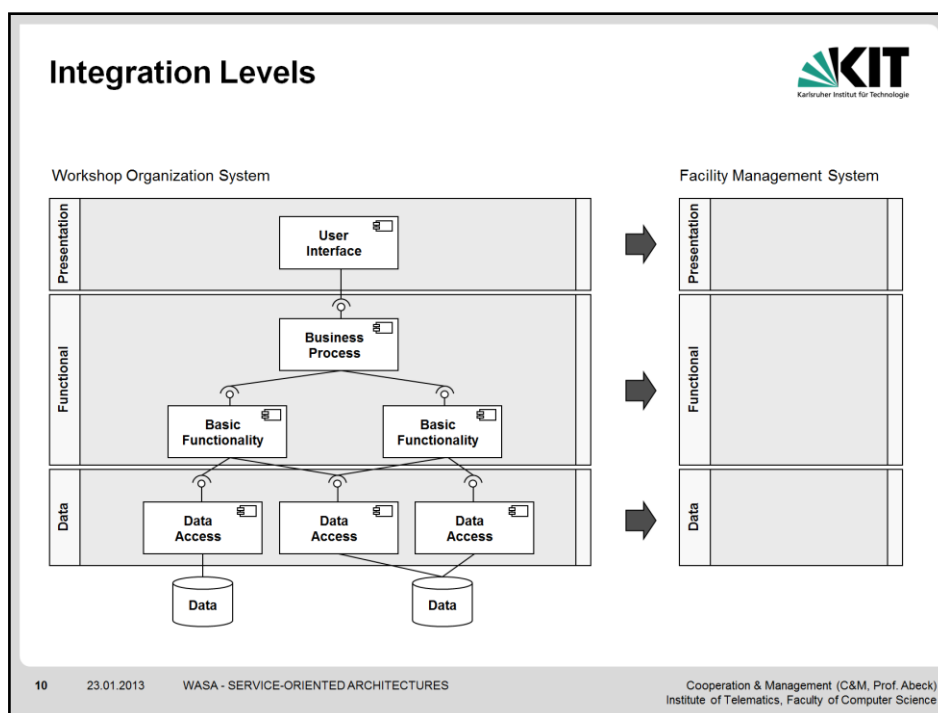 Integration Levels
KIT
Karlsruher Institut für Technologie
Workshop Organization System
Facility Management System
Presentation
User
Interface
Presentation
Functional
Business
Process
Basic
Functionality
Basic
Functionality
Functional
Data
Data
Access
Data
Access
Data
Access
Data
Data
Data
10 23.01.2013 WASA - SERVICE-ORIENTED ARCHITECTURES
Cooperation & Management (C&M, Prof. Abeck)
Institute of Telematics, Faculty of Computer Science